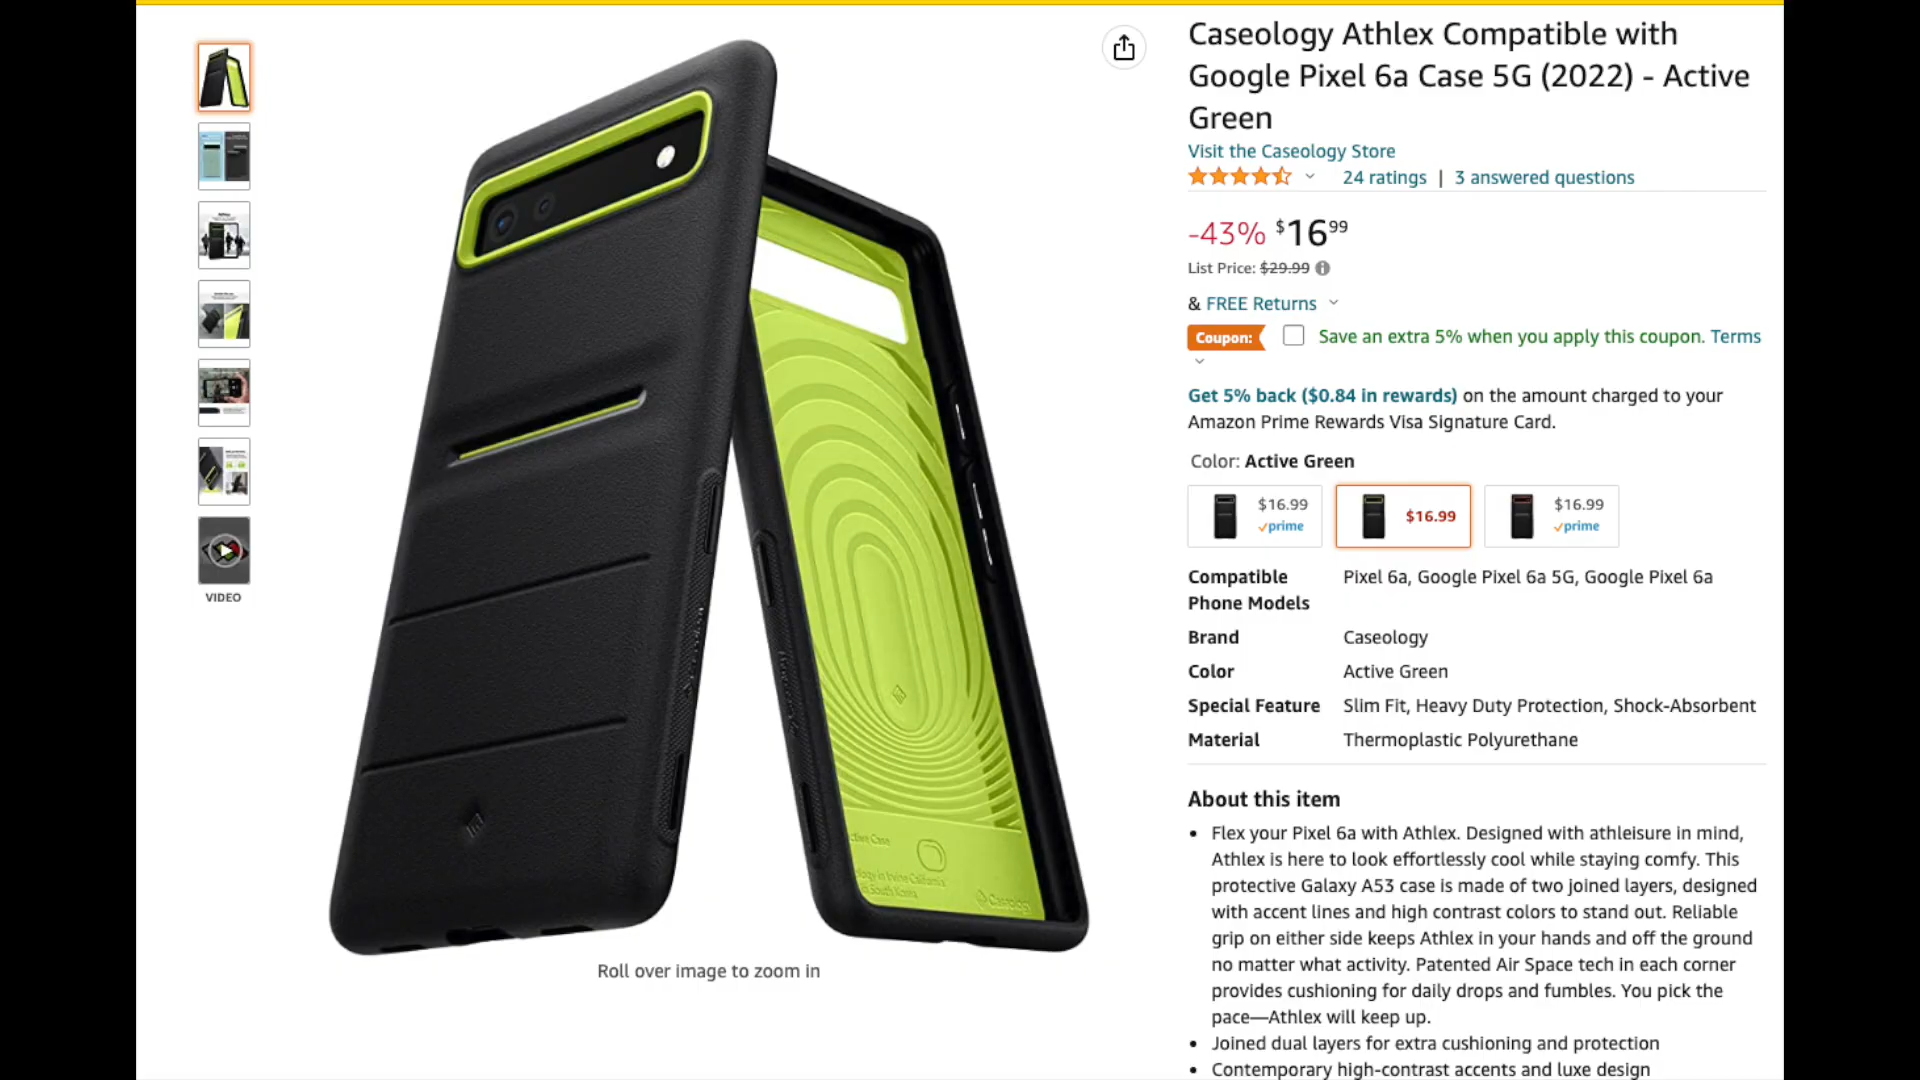 Caseology Athlex Compatible with
Google Pixel 6a Case 5G (2022) - Active
Green
Visit the Caseology Store
24 ratings | 3 answered questions
-43% $16 99
List Price: $29.99
& FREE Returns
Coupon: Save an extra 5% when you apply this coupon. Terms
Get 5% back ($0.84 in rewards) on the amount charged to your
Amazon Prime Rewards Visa Signature Card.
Color: Active Green
$16.99
prime
$16.99
$16.99
prime
Compatible Phone Models Pixel 6a, Google Pixel 6a 5G, Google Pixel 6a
Brand Caseology
Color Active Green
Special Feature Slim Fit, Heavy Duty Protection, Shock-Absorbent
Material Thermoplastic Polyurethane
About this item
• Flex your Pixel 6a with Athlex. Designed with athleisure in mind,
Athlex is here to look effortlessly cool while staying comfy. This
protective Galaxy A53 case is made of two joined layers, designed
with accent lines and high contrast colors to stand out. Reliable
grip on either side keeps Athlex in your hands and off the ground
no matter what activity. Patented Air Space tech in each corner
provides cushioning for daily drops and fumbles. You pick the
pace—Athlex will keep up.
• Joined dual layers for extra cushioning and protection
• Contemporary high-contrast accents and luxe design
VIDEO
Roll over image to zoom in
Case
in Irvine California
South Korea
Caseology